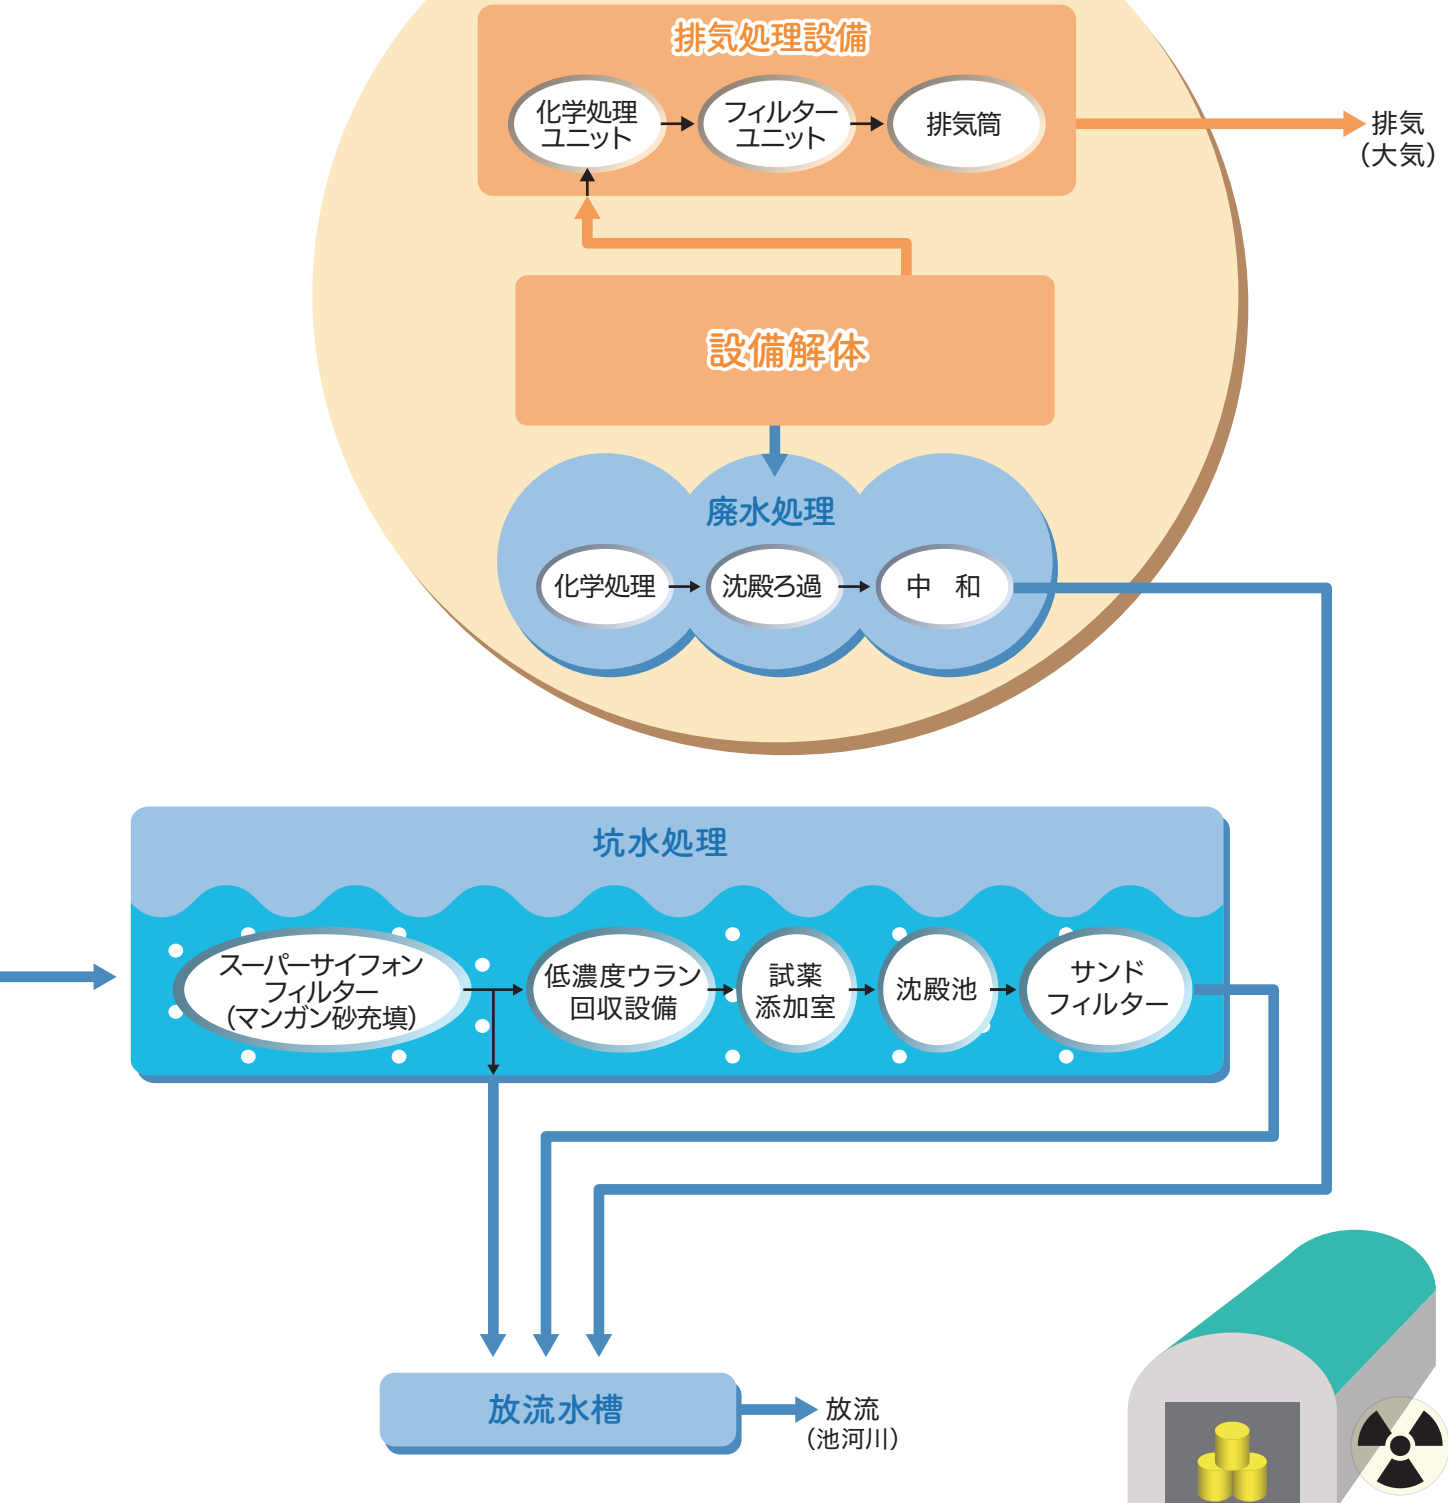 排気処理設備
化学処理
ユニット
フィルター
ユニット
排気筒
排気
（大気）
設備解体
廃水処理
化学処理
沈殿ろ過
中　和
坑水処理
スーパーサイフォン
フィルター
（マンガン砂充填）
低濃度ウラン
回収設備
試薬
添加室
沈殿池
サンド
フィルター
放流水槽
放流
（池河川）